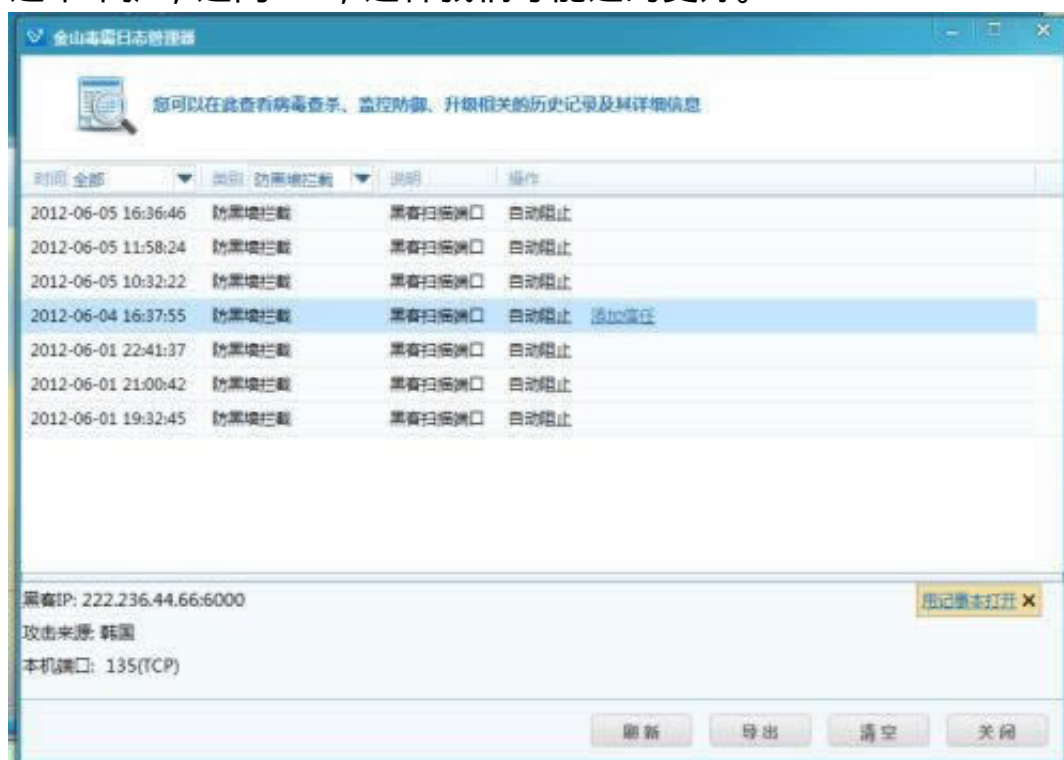 金山毒霸日志管理器
您可以在此查看病毒查杀、监控防御、升级相关的历史记录及其详细信息
时间 全部 类别 防黑墙拦截 说明 操作
2012-06-05 16:36:46 防黑墙拦截 黑客扫描端口 自动阻止
2012-06-05 11:58:24 防黑墙拦截 黑客扫描端口 自动阻止
2012-06-05 10:32:22 防黑墙拦截 黑客扫描端口 自动阻止
2012-06-04 16:37:55 防黑墙拦截 黑客扫描端口 自动阻止 添加信任
2012-06-01 22:41:37 防黑墙拦截 黑客扫描端口 自动阻止
2012-06-01 21:00:42 防黑墙拦截 黑客扫描端口 自动阻止
2012-06-01 19:32:45 防黑墙拦截 黑客扫描端口 自动阻止
黑客IP: 222.236.44.66:6000 用记事本打开
攻击来源: 韩国
本机端口: 135(TCP)
刷新 导出 清空 关闭